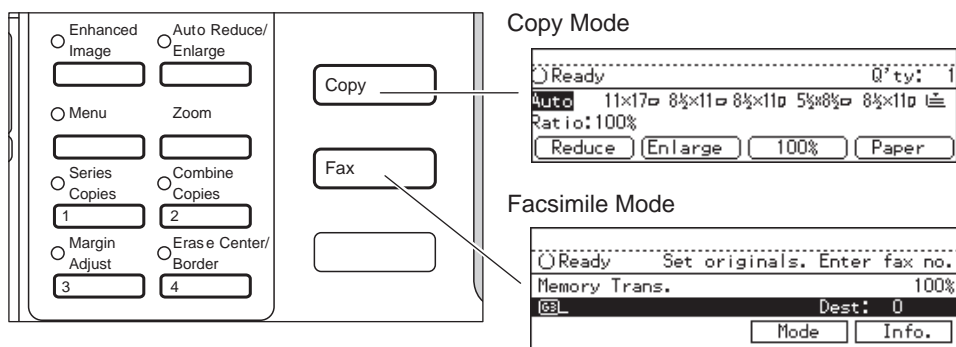 Enhanced
Image
Auto Reduce/
Enlarge
Menu
Zoom
Series
Copies
Combine
Copies
1
2
Margin
Adjust
Erase Center/
Border
3
4
Copy
Fax
Copy Mode
Ready Q'ty: 1
Auto 11×17 8½×11 8½×11 5½×8½ 8½×11
Ratio:100%
Reduce Enlarge 100% Paper
Facsimile Mode
Ready Set originals. Enter fax no.
Memory Trans. 100%
G3 Dest: 0
Mode Info.